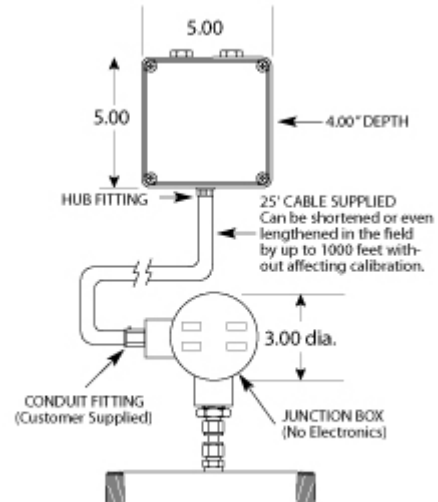 5.00
5.00
4.00" DEPTH
HUB FITTING
25' CABLE SUPPLIED
Can be shortened or even
lengthened in the field
by up to 1000 feet with-
out affecting calibration.
3.00 dia.
CONDUIT FITTING
(Customer Supplied)
JUNCTION BOX
(No Electronics)